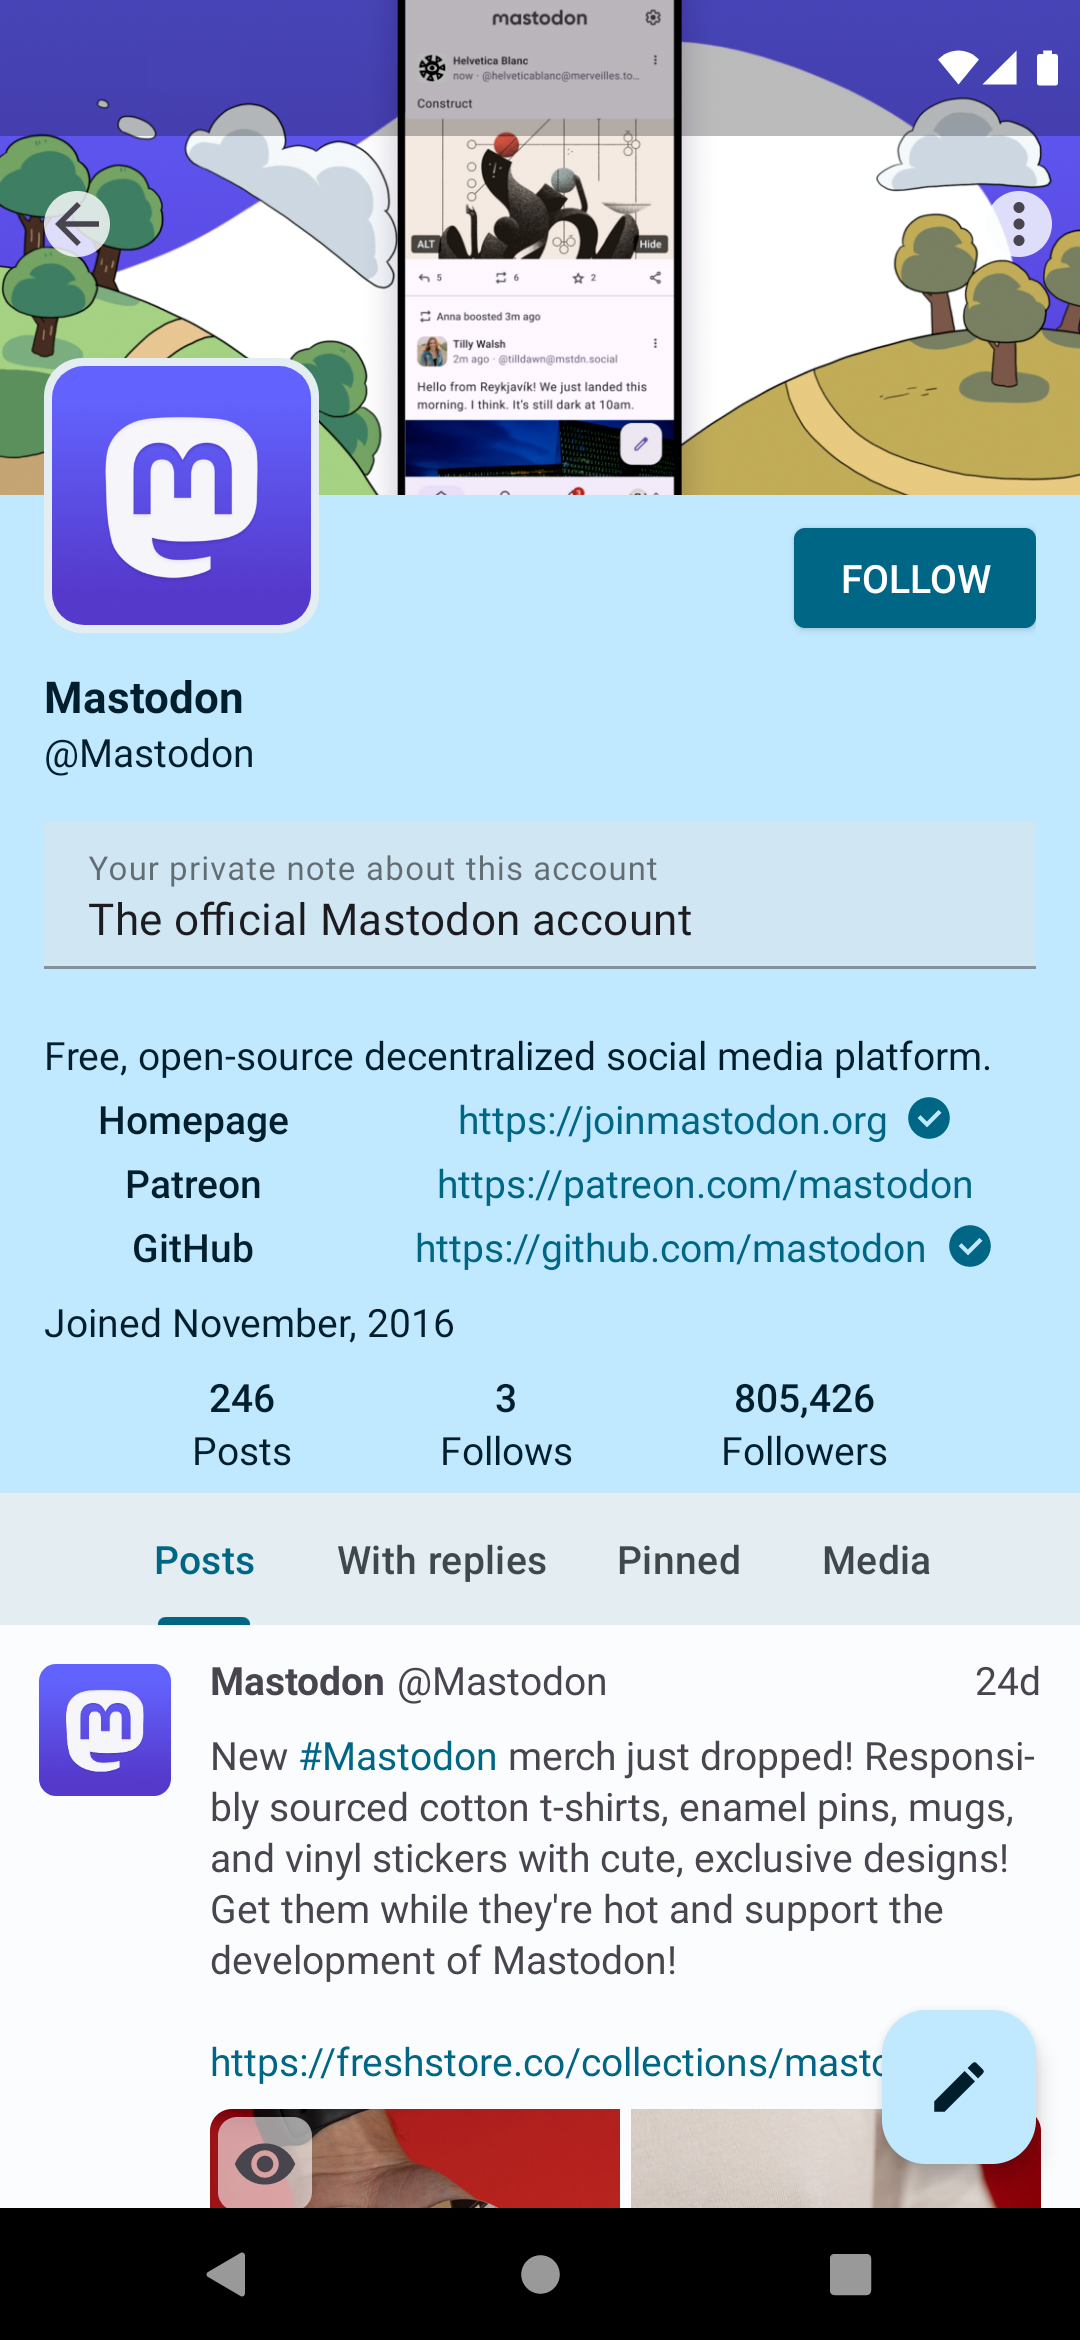 mastodon
Helvetica Blanc
now · @helveticablanc@merveilles.to...
Construct
ALT
Hide
5
6
2
Anna boosted 3m ago
Tilly Walsh
2m ago · @tilldawn@mstdn.social
Hello from Reykjavík! We just landed this
morning. I think. It's still dark at 10am.
FOLLOW
Mastodon
@Mastodon
Your private note about this account
The official Mastodon account
Free, open-source decentralized social media platform.
Homepage https://joinmastodon.org
Patreon https://patreon.com/mastodon
GitHub https://github.com/mastodon
Joined November, 2016
246 3 805,426
Posts Follows Followers
Posts With replies Pinned Media
Mastodon @Mastodon 24d
New #Mastodon merch just dropped! Responsi-
bly sourced cotton t-shirts, enamel pins, mugs,
and vinyl stickers with cute, exclusive designs!
Get them while they're hot and support the
development of Mastodon!
https://freshstore.co/collections/masto